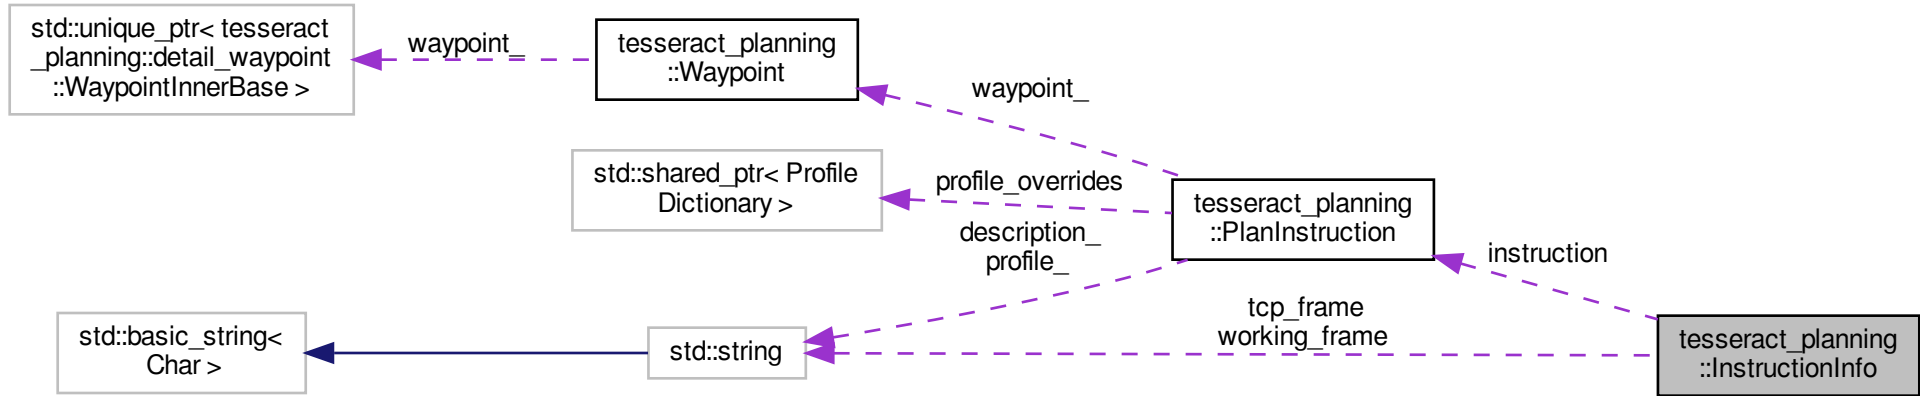 std::unique_ptr< tesseract
_planning::detail_waypoint
::WaypointInnerBase >
waypoint_
tesseract_planning
::Waypoint
waypoint_
std::shared_ptr< Profile
Dictionary >
profile_overrides
description_
profile_
tesseract_planning
::PlanInstruction
instruction
std::basic_string<
Char >
std::string
tcp_frame
working_frame
tesseract_planning
::InstructionInfo